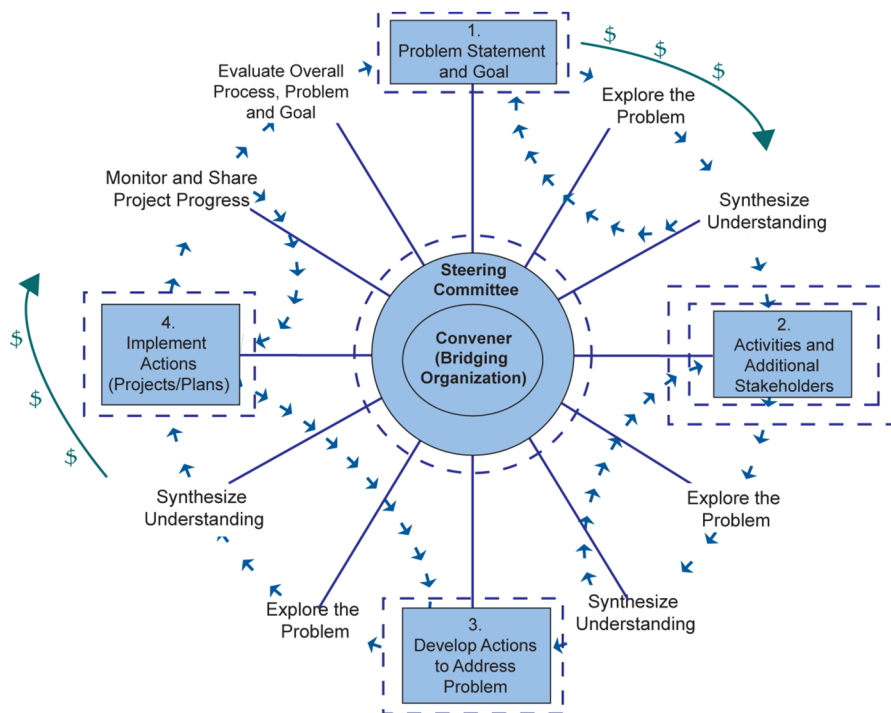 1.
Problem Statement
and Goal
$
$
$
Explore the
Problem
Synthesize
Understanding
2.
Activities and
Additional
Stakeholders
Explore the
Problem
Synthesize
Understanding
3.
Develop Actions
to Address
Problem
Explore the
Problem
Synthesize
Understanding
$
$
$
4.
Implement
Actions
(Projects/Plans)
Monitor and Share
Project Progress
Evaluate Overall
Process, Problem
and Goal
Steering
Committee
Convener
(Bridging
Organization)